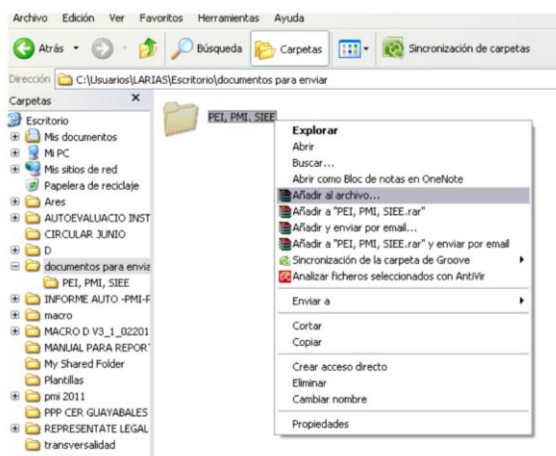 Archivo Edición Ver Favoritos Herramientas Ayuda
Atrás Búsqueda Carpetas Sincronización de carpetas
Dirección C:\Usuarios\LARIAS\Escritorio\documentos para enviar
Carpetas x
Escritorio
Mis documentos
Mi PC
Mis sitios de red
Papelera de reciclaje
Ares
AUTOEVALUACIO INST
CIRCULAR JUNIO
D
documentos para envia
PEI, PMI, SIEE
INFORME AUTO -PMI-P
macro
MACRO D V3_1_02201
MANUAL PARA REPOR
My Shared Folder
Plantillas
pmi 2011
PPP CER GUAYABALES
REPRESENTATE LEGAL
transversalidad
PEI, PMI. SIEE
Explorar
Abrir
Buscar...
Abrir como Bloc de notas en OneNote
Añadir al archivo...
Añadir a "PEI, PMI, SIEE.rar"
Añadir y enviar por email...
Añadir a "PEI, PMI, SIEE.rar" y enviar por email
Sincronización de la carpeta de Groove
Analizar ficheros seleccionados con AntiVir
Enviar a
Cortar
Copiar
Crear acceso directo
Eliminar
Cambiar nombre
Propiedades